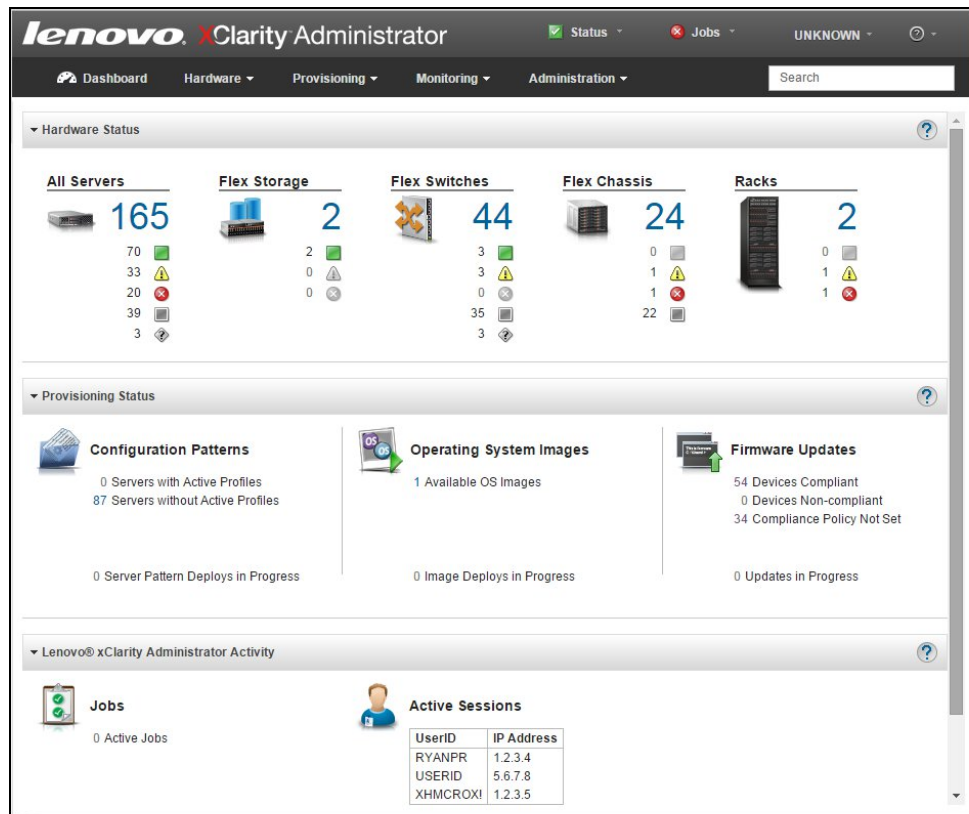 lenovo. XClarity Administrator Status Jobs UNKNOWN
Dashboard Hardware Provisioning Monitoring Administration Search
Hardware Status
All Servers Flex Storage Flex Switches Flex Chassis Racks
165 2 44 24 2
70 2 3 0 0
33 0 3 1 1
20 0 0 1 1
39 35 22
3 3
Provisioning Status
Configuration Patterns Operating System Images Firmware Updates
0 Servers with Active Profiles 1 Available OS Images 54 Devices Compliant
87 Servers without Active Profiles 0 Devices Non-compliant
34 Compliance Policy Not Set
0 Server Pattern Deploys in Progress 0 Image Deploys in Progress 0 Updates in Progress
Lenovo® xClarity Administrator Activity
Jobs Active Sessions
0 Active Jobs
UserID IP Address
RYANPR 1.2.3.4
USERID 5.6.7.8
XHMCROX! 1.2.3.5